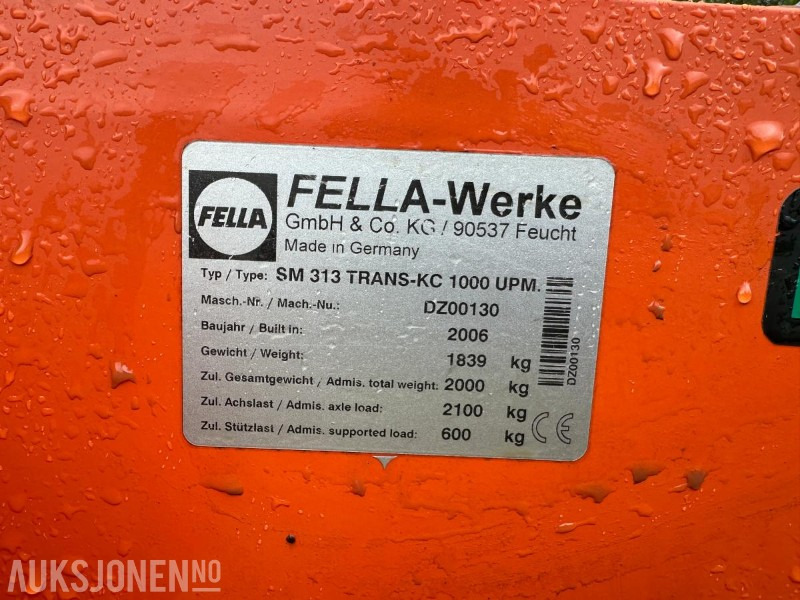 FELLA
FELLA-Werke
GmbH & Co. KG / 90537 Feucht
Made in Germany
Typ / Type: SM 313 TRANS-KC 1000 UPM.
Masch.-Nr. / Mach.-Nu.: DZ00130
Baujahr / Built in: 2006
Gewicht / Weight: 1839 kg
Zul. Gesamtgewicht / Admis. total weight: 2000 kg
Zul. Achslast / Admis. axle load: 2100 kg
Zul. Stützlast / Admis. supported load: 600 kg
CE
DZ00130
AUKSJONEN.NO